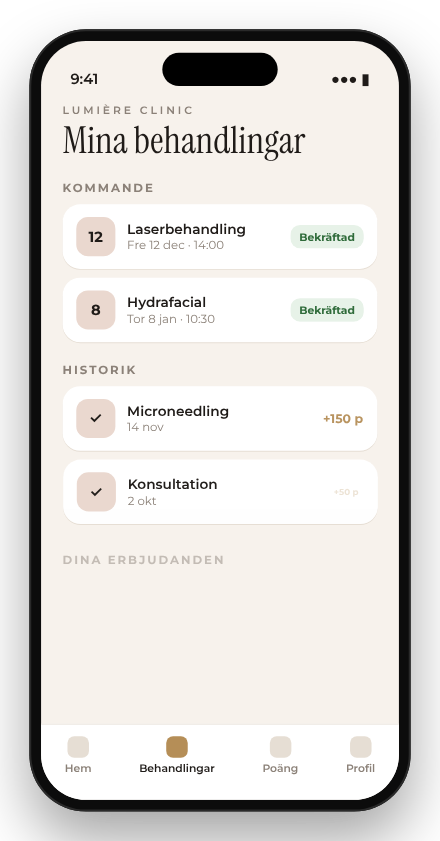 9:41
LUMIÈRE CLINIC
Mina behandlingar
KOMMANDE
12
Laserbehandling
Fre 12 dec · 14:00
Bekräftad
8
Hydrafacial
Tor 8 jan · 10:30
Bekräftad
HISTORIK
Microneedling
14 nov
+150 p
Konsultation
2 okt
+50 p
DINA ERBJUDANDEN
Hem
Behandlingar
Poäng
Profil